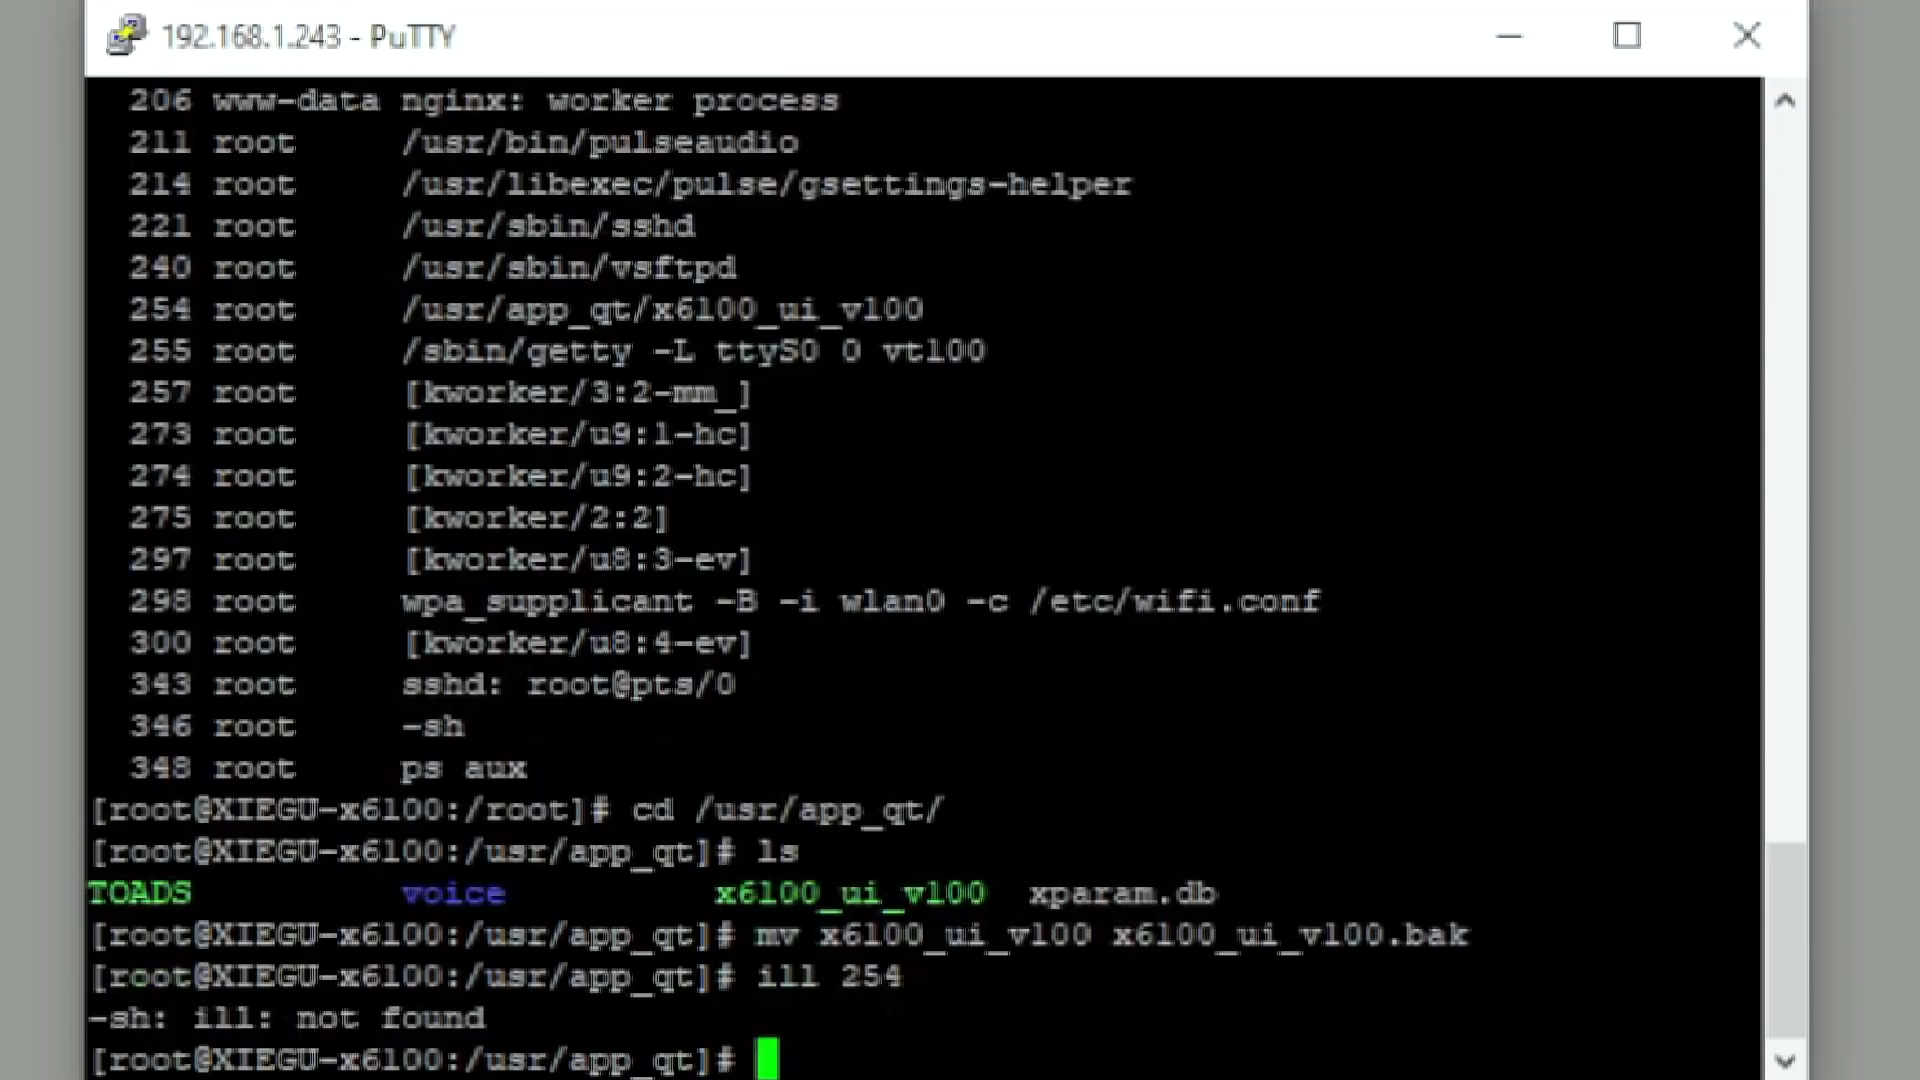 192.168.1.243 - PuTTY
206 www-data nginx: worker process
211 root /usr/bin/pulseaudio
214 root /usr/libexec/pulse/gsettings-helper
221 root /usr/sbin/sshd
240 root /usr/sbin/vsftpd
254 root /usr/app_qt/x6100_ui_v100
255 root /sbin/getty -L ttyS0 0 vt100
257 root [kworker/3:2-mm_]
273 root [kworker/u9:1-hc]
274 root [kworker/u9:2-hc]
275 root [kworker/2:2]
297 root [kworker/u8:3-ev]
298 root wpa_supplicant -B -i wlan0 -c /etc/wifi.conf
300 root [kworker/u8:4-ev]
343 root sshd: root@pts/0
346 root -sh
348 root ps aux
[root@XIEGU-x6100:/root]# cd /usr/app_qt/
[root@XIEGU-x6100:/usr/app_qt]# ls
TOADS voice x6100_ui_v100 xparam.db
[root@XIEGU-x6100:/usr/app_qt]# mv x6100_ui_v100 x6100_ui_v100.bak
[root@XIEGU-x6100:/usr/app_qt]# ill 254
-sh: ill: not found
[root@XIEGU-x6100:/usr/app_qt]#